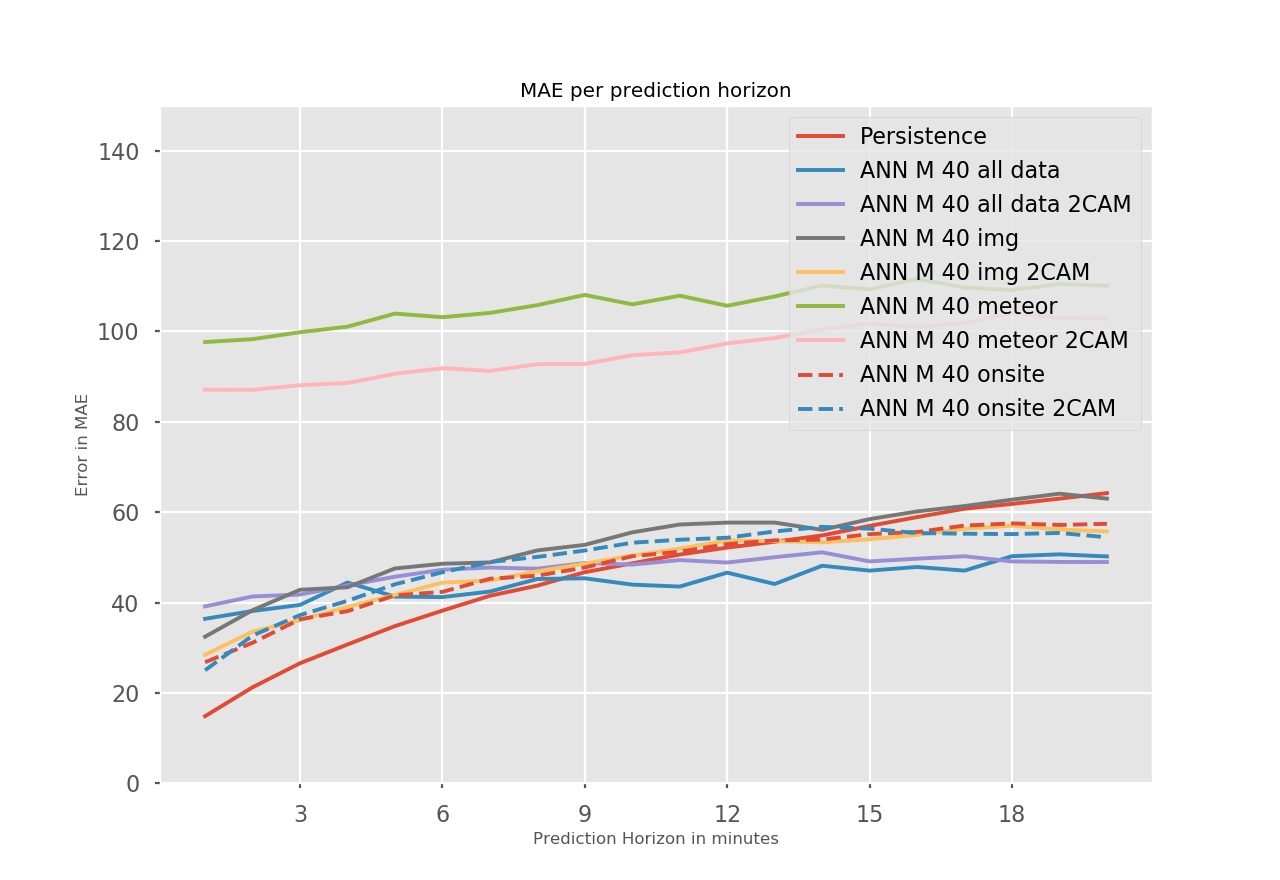 MAE per prediction horizon
Persistence
ANN M 40 all data
ANN M 40 all data 2CAM
ANN M 40 img
ANN M 40 img 2CAM
ANN M 40 meteor
ANN M 40 meteor 2CAM
ANN M 40 onsite
ANN M 40 onsite 2CAM
Error in MAE
140
120
100
80
60
40
20
0
3 6 9 12 15 18
Prediction Horizon in minutes